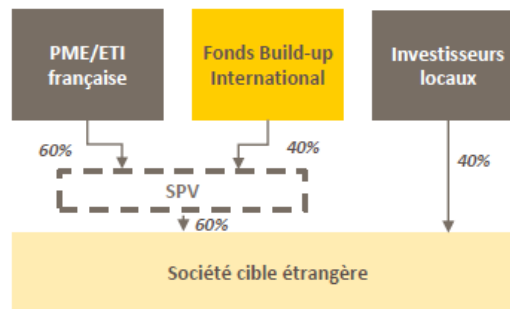 PME/ETI
française
Fonds Build-up
International
Investisseurs
locaux
60%
40%
40%
SPV
60%
Société cible étrangère